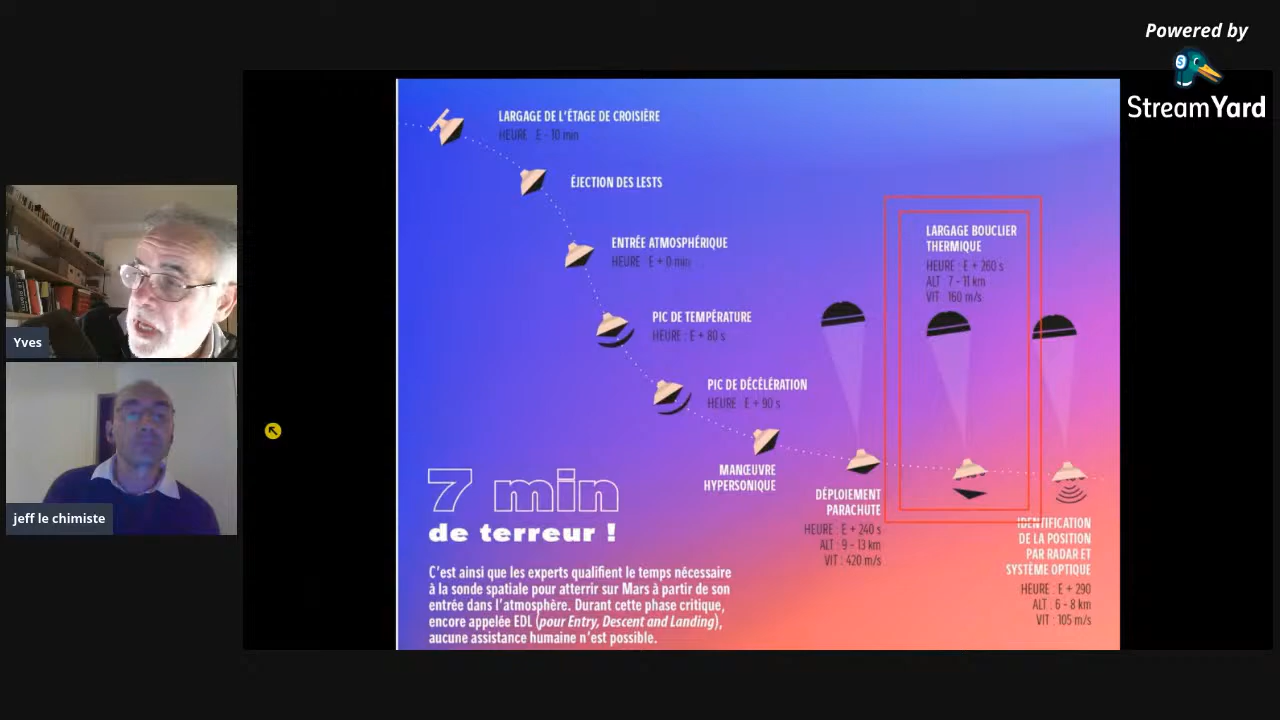 Powered by
StreamYard
LARGAGE DE L'ÉTAGE DE CROISIÈRE
HEURE : E - 10 min
ÉJECTION DES LESTS
ENTRÉE ATMOSPHÉRIQUE
HEURE : E + 0 min
PIC DE TEMPÉRATURE
HEURE : E + 80 s
PIC DE DÉCÉLÉRATION
HEURE : E + 90 s
MANŒUVRE
HYPERSONIQUE
DÉPLOIEMENT
PARACHUTE
HEURE : E + 240 s
ALT : 9 - 13 km
VIT : 420 m/s
LARGAGE BOUCLIER
THERMIQUE
HEURE : E + 260 s
ALT : 7 - 11 km
VIT : 160 m/s
IDENTIFICATION
DE LA POSITION
PAR RADAR ET
SYSTÈME OPTIQUE
HEURE : E + 290
ALT : 6 - 8 km
VIT : 105 m/s
7 min
de terreur !
C'est ainsi que les experts qualifient le temps nécessaire
à la sonde spatiale pour atterrir sur Mars à partir de son
entrée dans l'atmosphère. Durant cette phase critique,
encore appelée EDL (pour Entry, Descent and Landing),
aucune assistance humaine n'est possible.
Yves
jeff le chimiste